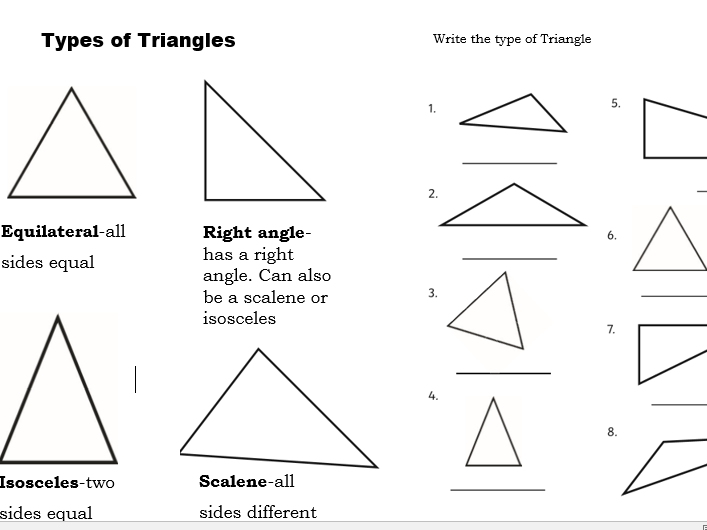 Types of Triangles
Equilateral-all
sides equal
Right angle-
has a right
angle. Can also
be a scalene or
isosceles
Isosceles-two
sides equal
Scalene-all
sides different
Write the type of Triangle
1.
2.
3.
4.
5.
6.
7.
8.